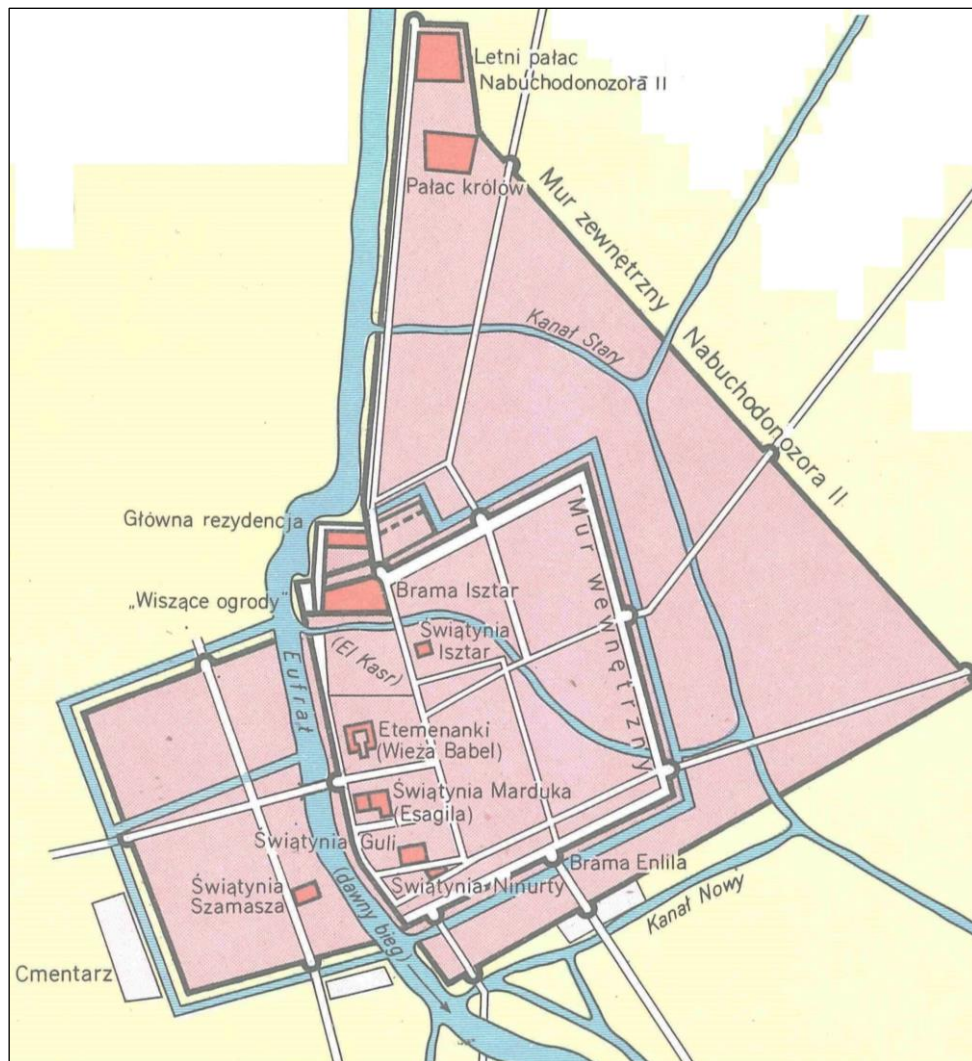 Letni pałac
Nabuchodonozora II
Pałac królów
Mur zewnętrzny Nabuchodonozora II
Kanał Stary
Główna rezydencja
Mur wewnętrzny
„Wiszące ogrody"
Brama Isztar
Świątynia
Isztar
(El Kasr)
Eufrat
Etemenanki
(Wieża Babel)
Świątynia Marduka
(Esagila)
Świątynia Guli
Brama Enlila
Świątynia Ninurty
Świątynia
Szamasza
(dawny bieg)
Kanał Nowy
Cmentarz